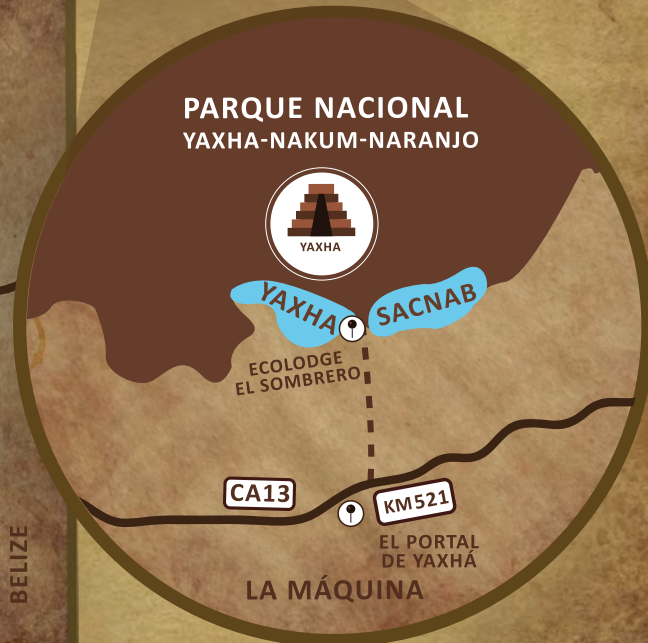 PARQUE NACIONAL
YAXHA-NAKUM-NARANJO
YAXHA
YAXHA
SACNAB
ECOLODGE
EL SOMBRERO
CA13
KM521
EL PORTAL
DE YAXHÁ
LA MÁQUINA
BELIZE